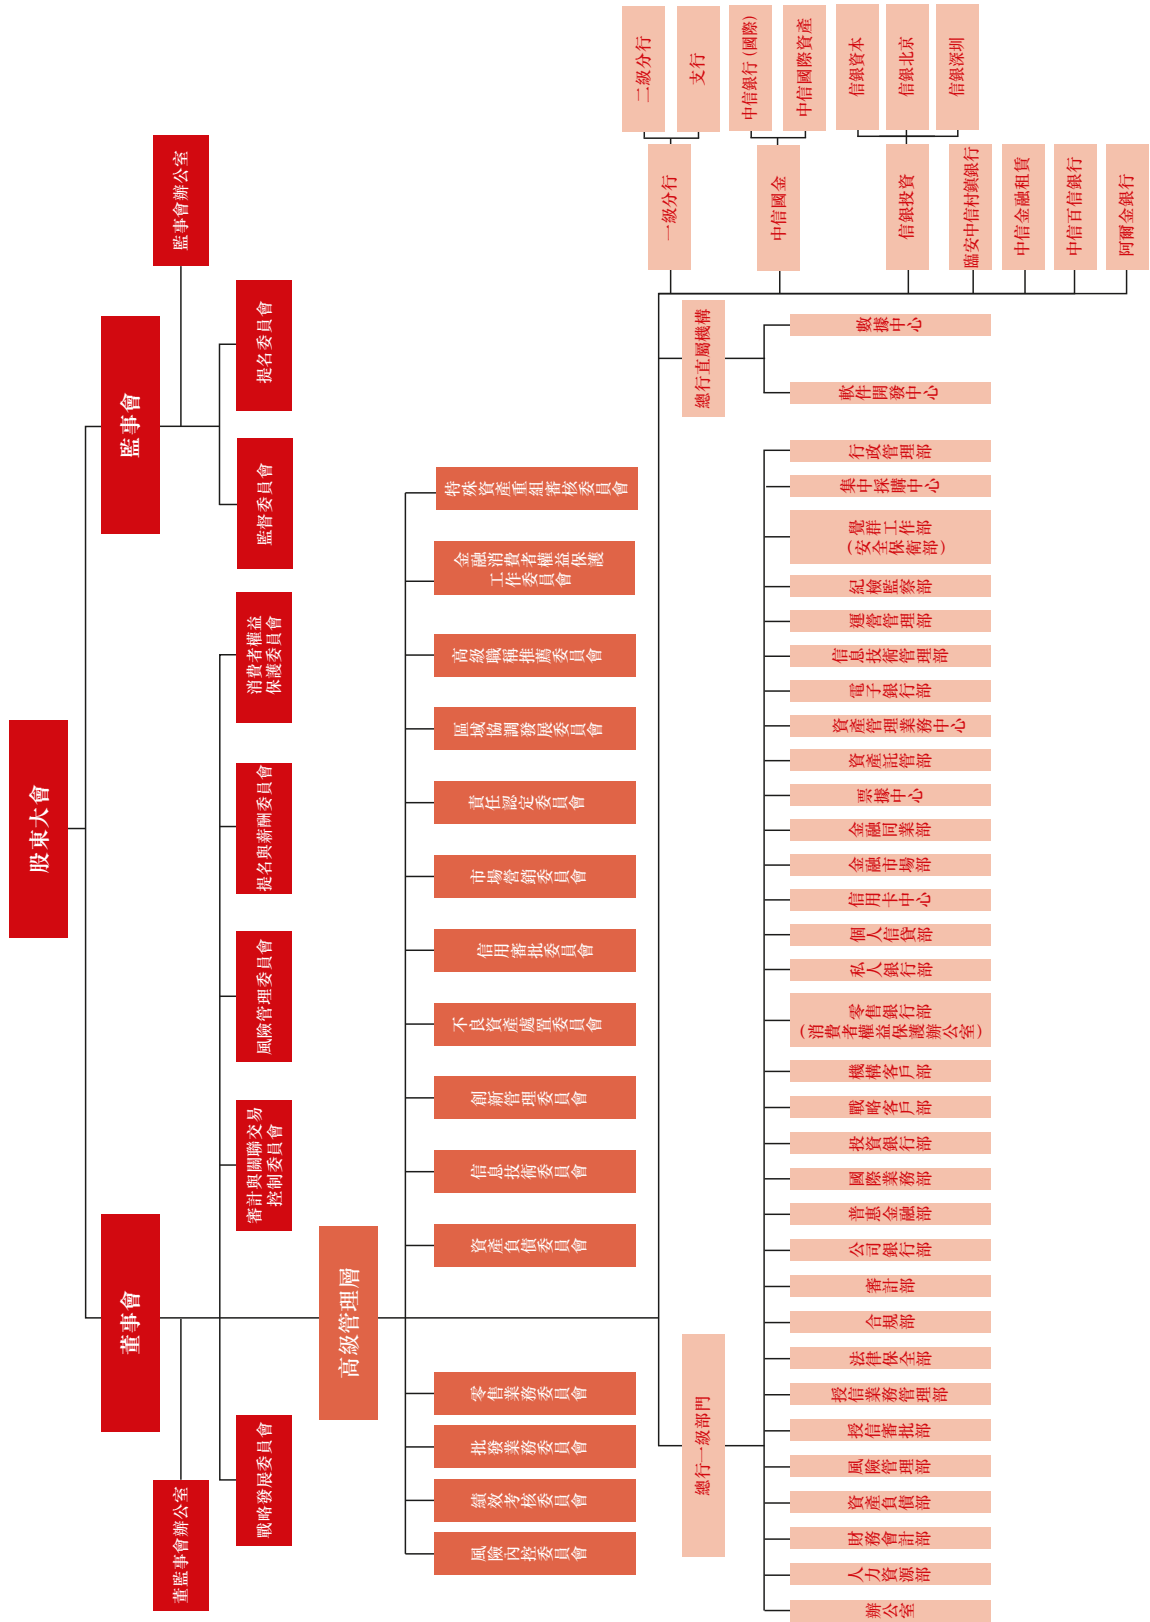 股東大會
董事會
監事會
董監事會辦公室
監事會辦公室
戰略發展委員會
審計與關聯交易
控制委員會
風險管理委員會
提名與薪酬委員會
消費者權益
保護委員會
監督委員會
提名委員會
高級管理層
風險內控委員會
績效考核委員會
批發業務委員會
零售業務委員會
資產負債委員會
信息技術委員會
創新管理委員會
不良資產處置委員會
信用審批委員會
市場營銷委員會
責任認定委員會
區域協調發展委員會
高級職稱推薦委員會
金融消費者權益保護
工作委員會
特殊資產重組審核委員會
總行一級部門
辦公室
人力資源部
財務會計部
資產負債部
風險管理部
授信審批部
授信業務管理部
法律保全部
合規部
審計部
公司銀行部
普惠金融部
國際業務部
投資銀行部
戰略客戶部
機構客戶部
零售銀行部
(消費者權益保護辦公室)
私人銀行部
個人信貸部
信用卡中心
金融市場部
金融同業部
票據中心
資產託管部
資產管理業務中心
電子銀行部
信息技術管理部
運營管理部
紀檢監察部
黨群工作部
(安全保衛部)
集中採購中心
行政管理部
總行直屬機構
軟件開發中心
數據中心
一級分行
二級分行
支行
中信國金
中信銀行(國際)
中信國際資產
信銀投資
信銀資本
信銀北京
信銀深圳
臨安中信村鎮銀行
中信金融租賃
中信百信銀行
阿爾金銀行